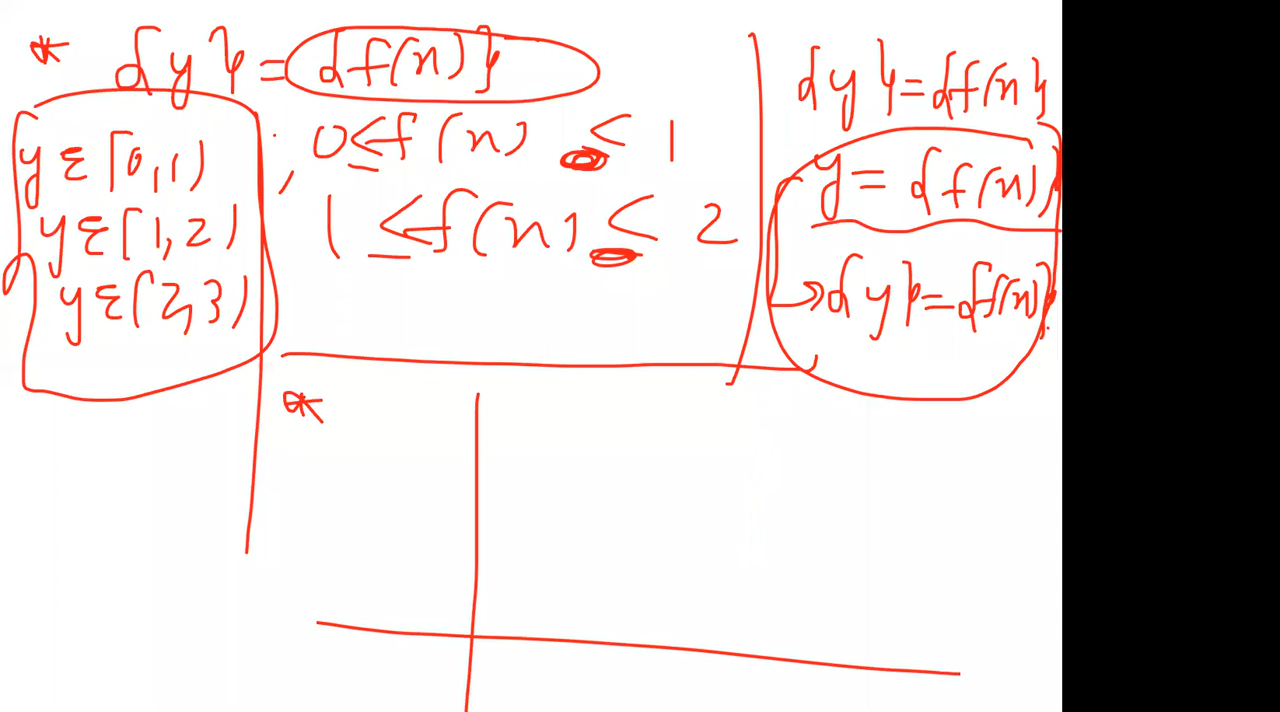 * {y} = {f(x)}
y ∈ [0,1) , 0 ≤ f(x) < 1
y ∈ [1,2) 1 ≤ f(x) < 2
y ∈ [2,3)
{y} = {f(x)}
y = {f(x)}
→ {y} = {f(x)}
*